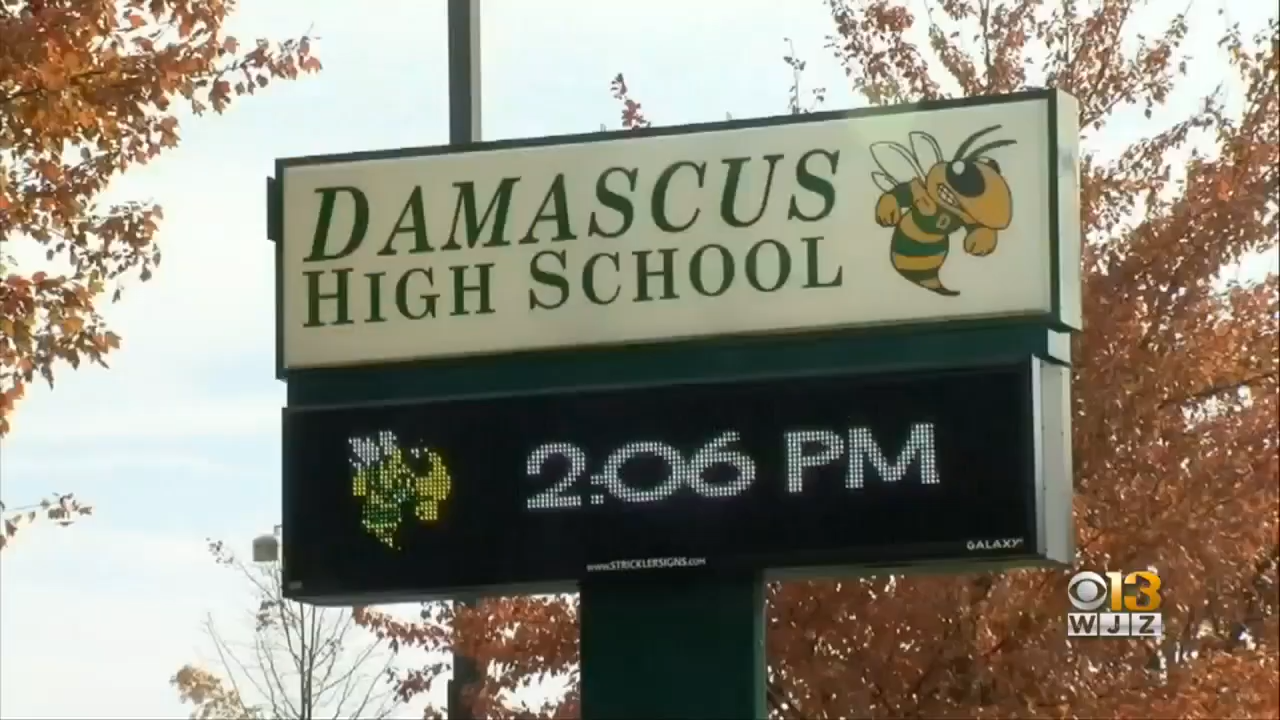 DAMASCUS
HIGH SCHOOL
D
2:06 PM
GALAXY
www.STRICKLERSIGNS.COM
13
WJZ